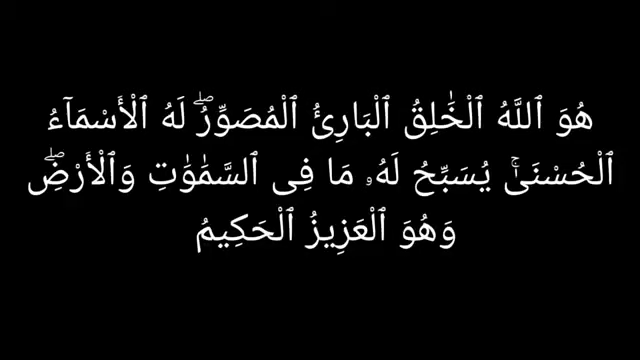 هُوَ ٱللَّهُ ٱلْخَٰلِقُ ٱلْبَارِئُ ٱلْمُصَوِّرُۖ لَهُ ٱلْأَسْمَآءُ
ٱلْحُسْنَىٰۚ يُسَبِّحُ لَهُۥ مَا فِى ٱلسَّمَٰوَٰتِ وَٱلْأَرْضِۖ
وَهُوَ ٱلْعَزِيزُ ٱلْحَكِيمُ